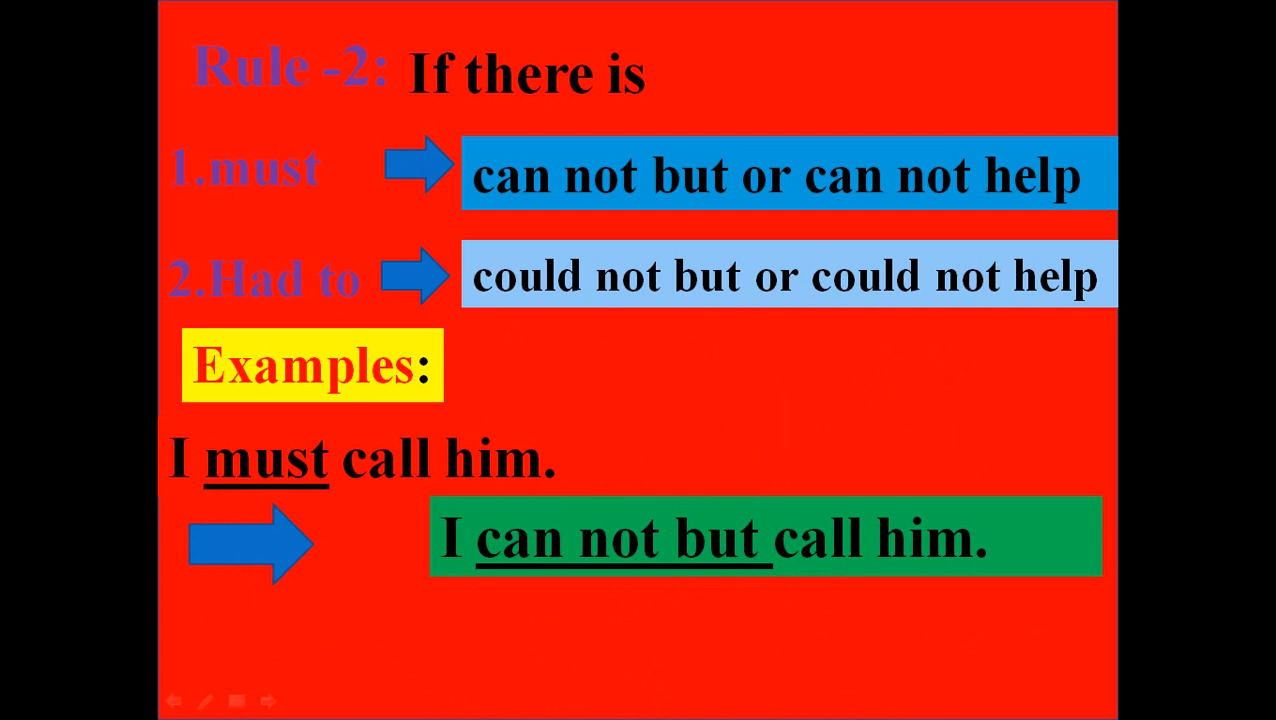 Rule -2: If there is
1.must can not but or can not help
2.Had to could not but or could not help
Examples:
I must call him.
I can not but call him.